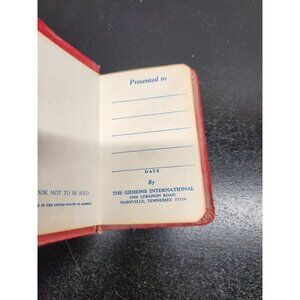 OOK NOT TO BE SOLD
IN THE UNITED STATES OF AMERICA
Presented to
DATE
By
THE GIDEONS INTERNATIONAL
2900 LEBANON ROAD
NASHVILLE, TENNESSEE 37214